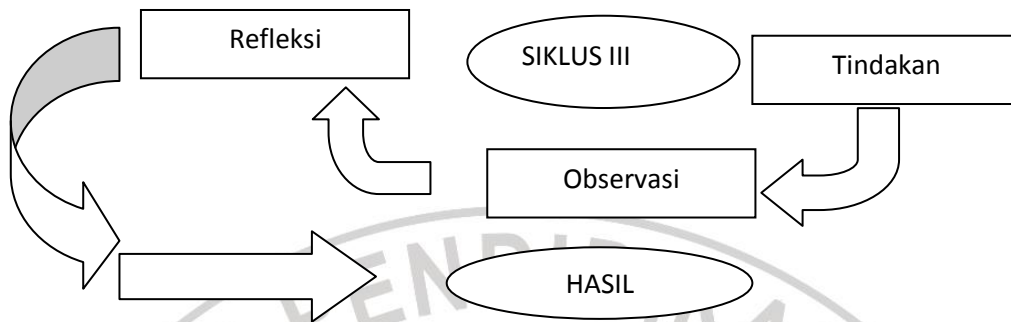 Refleksi
SIKLUS III
Tindakan
Observasi
HASIL